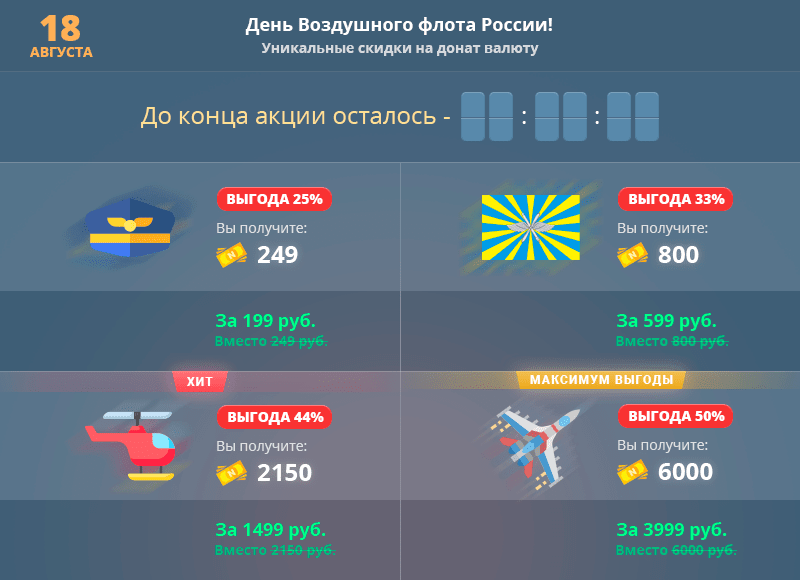 18
АВГУСТА
День Воздушного флота России!
Уникальные скидки на донат валюту
До конца акции осталось - : :
ВЫГОДА 25%
Вы получите:
N 249
За 199 руб.
Вместо 249 руб.
ВЫГОДА 33%
Вы получите:
N 800
За 599 руб.
Вместо 800 руб.
ХИТ
ВЫГОДА 44%
Вы получите:
N 2150
За 1499 руб.
Вместо 2150 руб.
МАКСИМУМ ВЫГОДЫ
ВЫГОДА 50%
Вы получите:
N 6000
За 3999 руб.
Вместо 6000 руб.